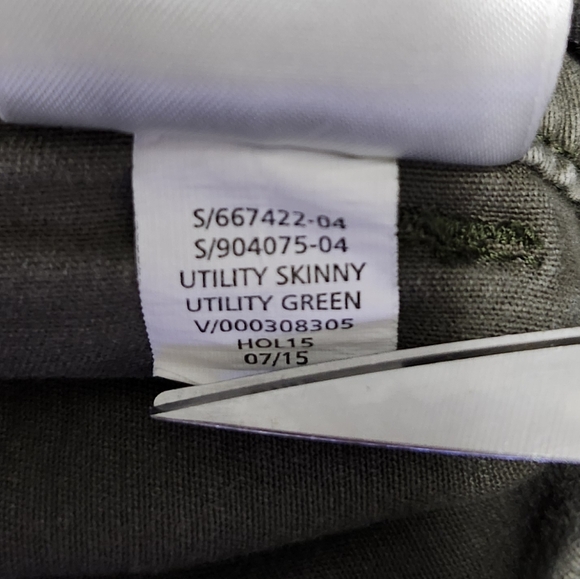 S/667422-04
S/904075-04
UTILITY SKINNY
UTILITY GREEN
V/000308305
HOL15
07/15